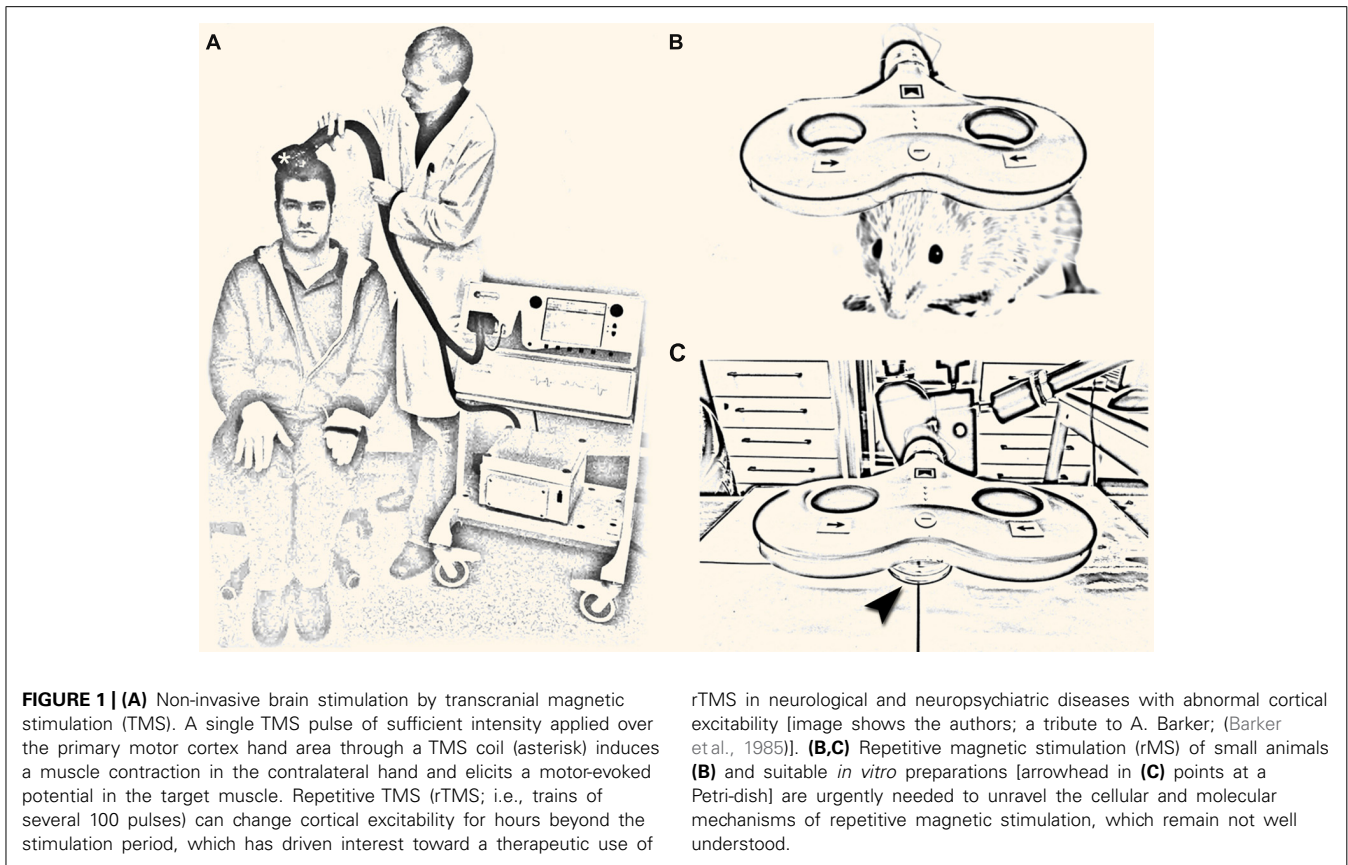 A
B
*
C
FIGURE 1 | (A) Non-invasive brain stimulation by transcranial magnetic
stimulation (TMS). A single TMS pulse of sufficient intensity applied over
the primary motor cortex hand area through a TMS coil (asterisk) induces
a muscle contraction in the contralateral hand and elicits a motor-evoked
potential in the target muscle. Repetitive TMS (rTMS; i.e., trains of
several 100 pulses) can change cortical excitability for hours beyond the
stimulation period, which has driven interest toward a therapeutic use of
rTMS in neurological and neuropsychiatric diseases with abnormal cortical
excitability [image shows the authors; a tribute to A. Barker; (Barker
et al., 1985)]. (B,C) Repetitive magnetic stimulation (rMS) of small animals
(B) and suitable in vitro preparations [arrowhead in (C) points at a
Petri-dish] are urgently needed to unravel the cellular and molecular
mechanisms of repetitive magnetic stimulation, which remain not well
understood.